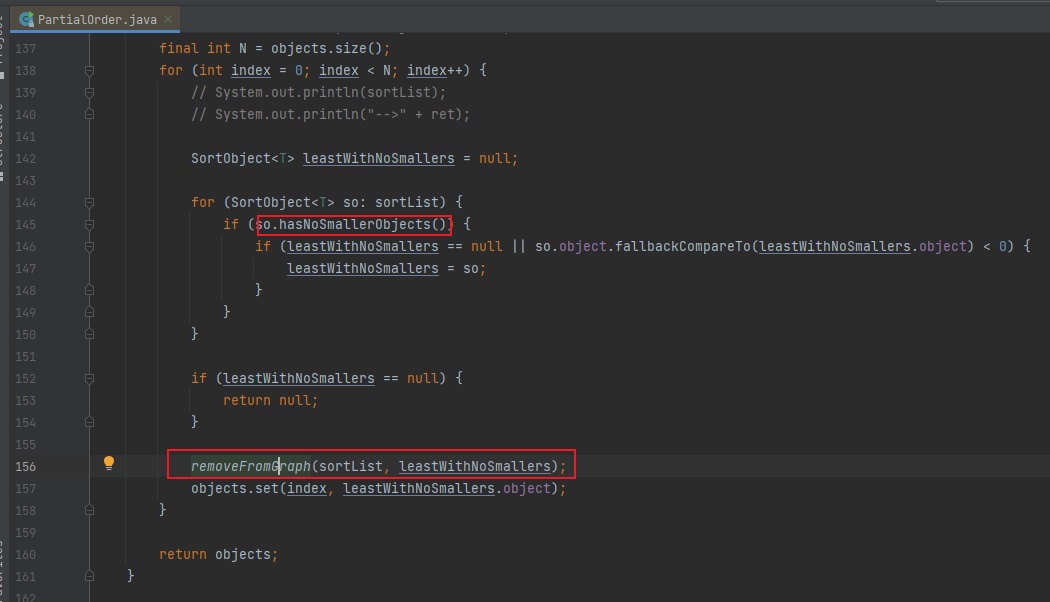 PartialOrder.java
137 final int N = objects.size();
138 for (int index = 0; index < N; index++) {
139 // System.out.println(sortList);
140 // System.out.println("-->" + ret);
141
142 SortObject<T> leastWithNoSmallers = null;
143
144 for (SortObject<T> so: sortList) {
145 if (so.hasNoSmallerObjects()) {
146 if (leastWithNoSmallers == null || so.object.fallbackCompareTo(leastWithNoSmallers.object) < 0) {
147 leastWithNoSmallers = so;
148 }
149 }
150 }
151
152 if (leastWithNoSmallers == null) {
153 return null;
154 }
155
156 removeFromGraph(sortList, leastWithNoSmallers);
157 objects.set(index, leastWithNoSmallers.object);
158 }
159
160 return objects;
161 }
162